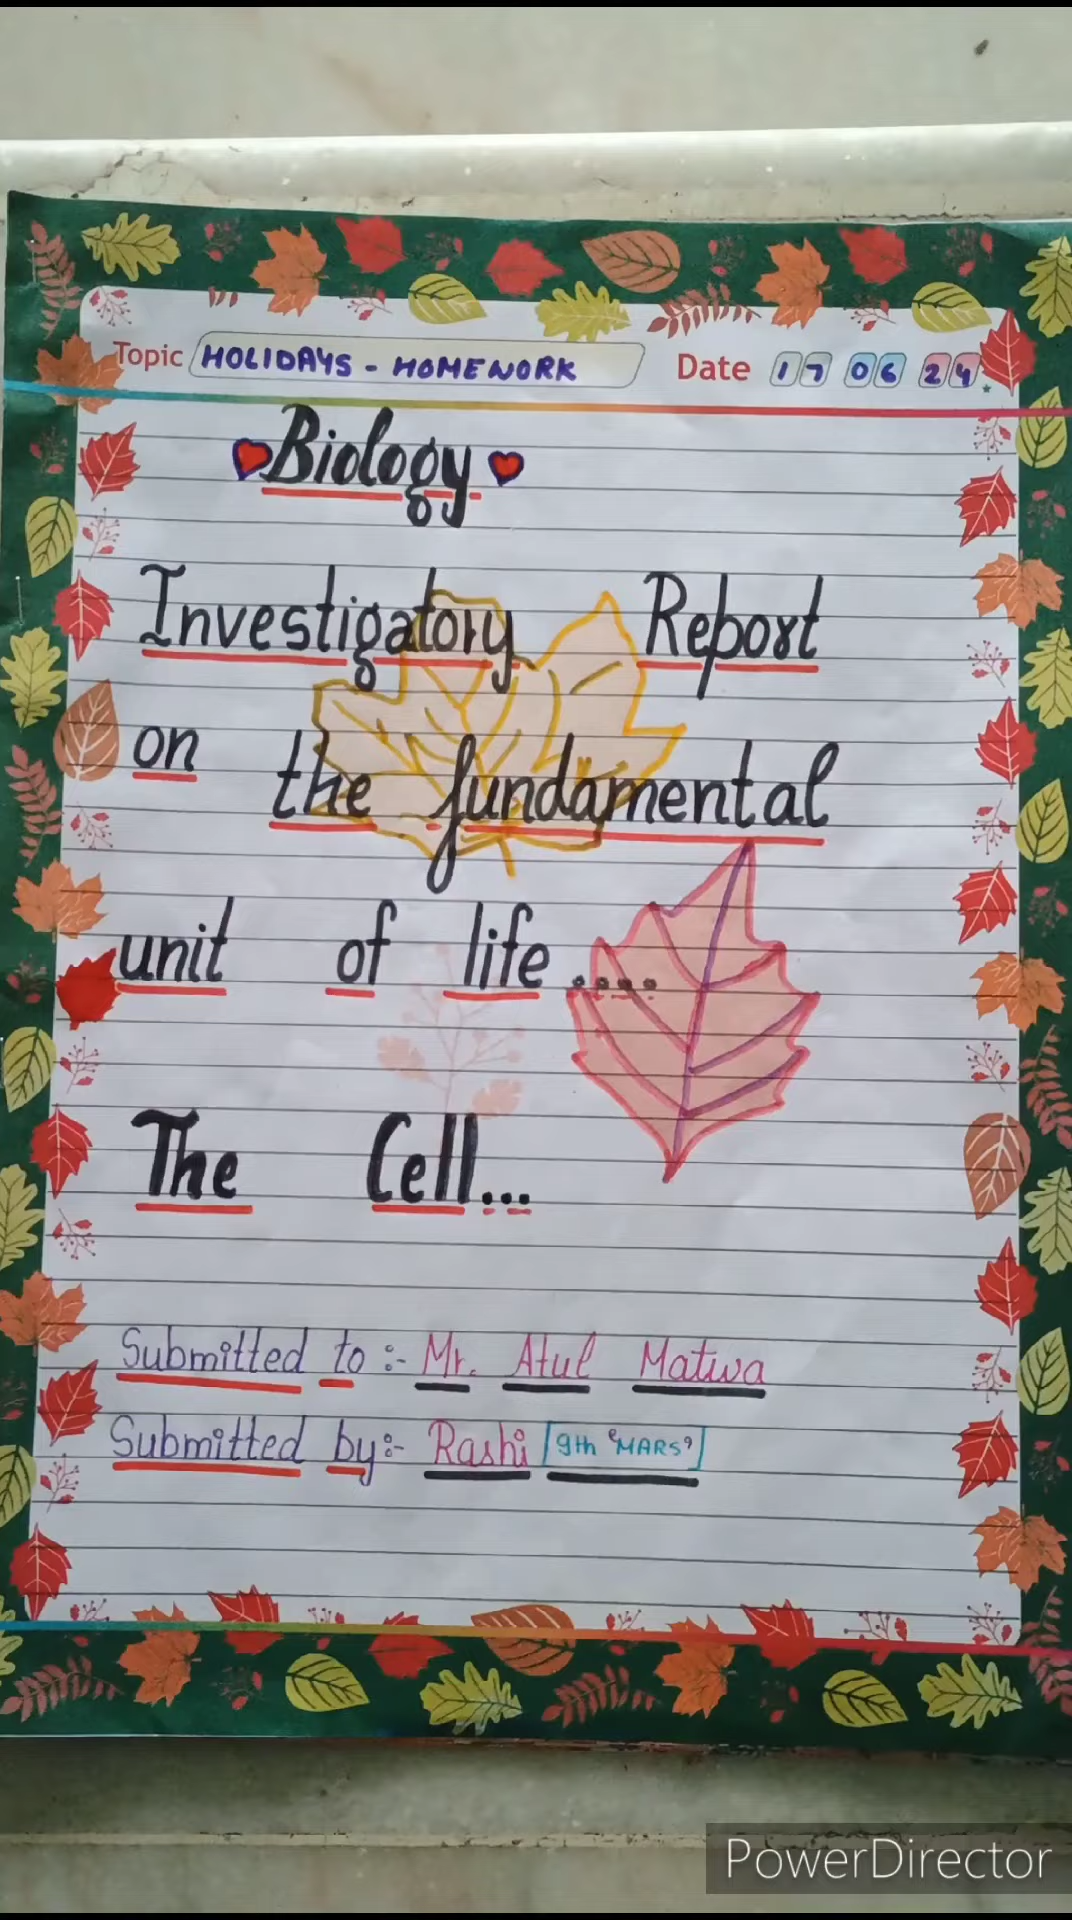 Topic HOLIDAYS - HOMEWORK Date 17 06 24
Biology
Investigatory Report
on the fundamental
unit of life ....
The Cell...
Submitted to :- Mr. Atul Matwa
Submitted by:- Rashi [9th "MARS"]
PowerDirector